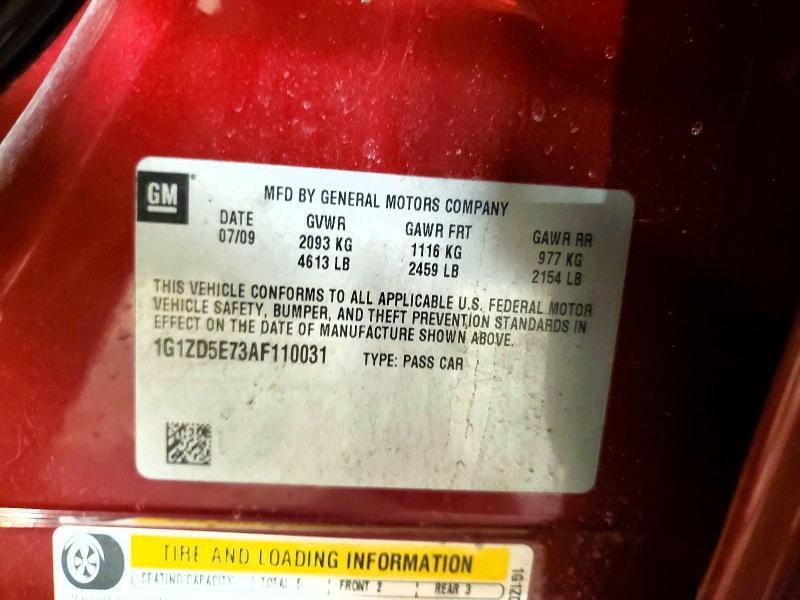 GM
MFD BY GENERAL MOTORS COMPANY
DATE GVWR GAWR FRT GAWR RR
07/09 2093 KG 1116 KG 977 KG
4613 LB 2459 LB 2154 LB
THIS VEHICLE CONFORMS TO ALL APPLICABLE U.S. FEDERAL MOTOR
VEHICLE SAFETY, BUMPER, AND THEFT PREVENTION STANDARDS IN
EFFECT ON THE DATE OF MANUFACTURE SHOWN ABOVE.
1G1ZD5E73AF110031 TYPE: PASS CAR
TIRE AND LOADING INFORMATION
SEATING CAPACITY TOTAL 5 FRONT 2 REAR 3